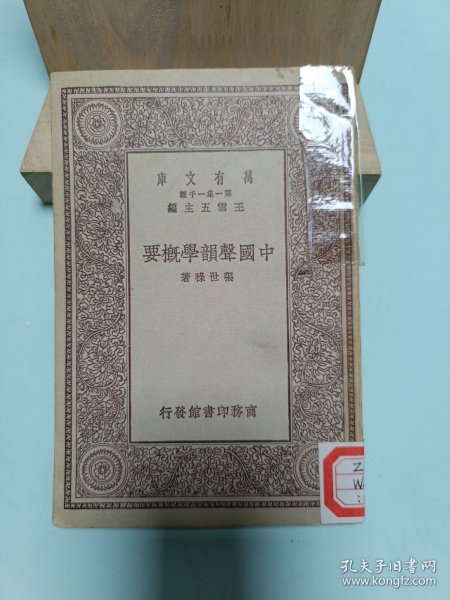 萬有文庫
第一集一千種
王雲五主編
中國聲韻學槪要
張世祿著
商務印書館發行
Z
W
:
孔夫子旧书网
www.kongfz.com